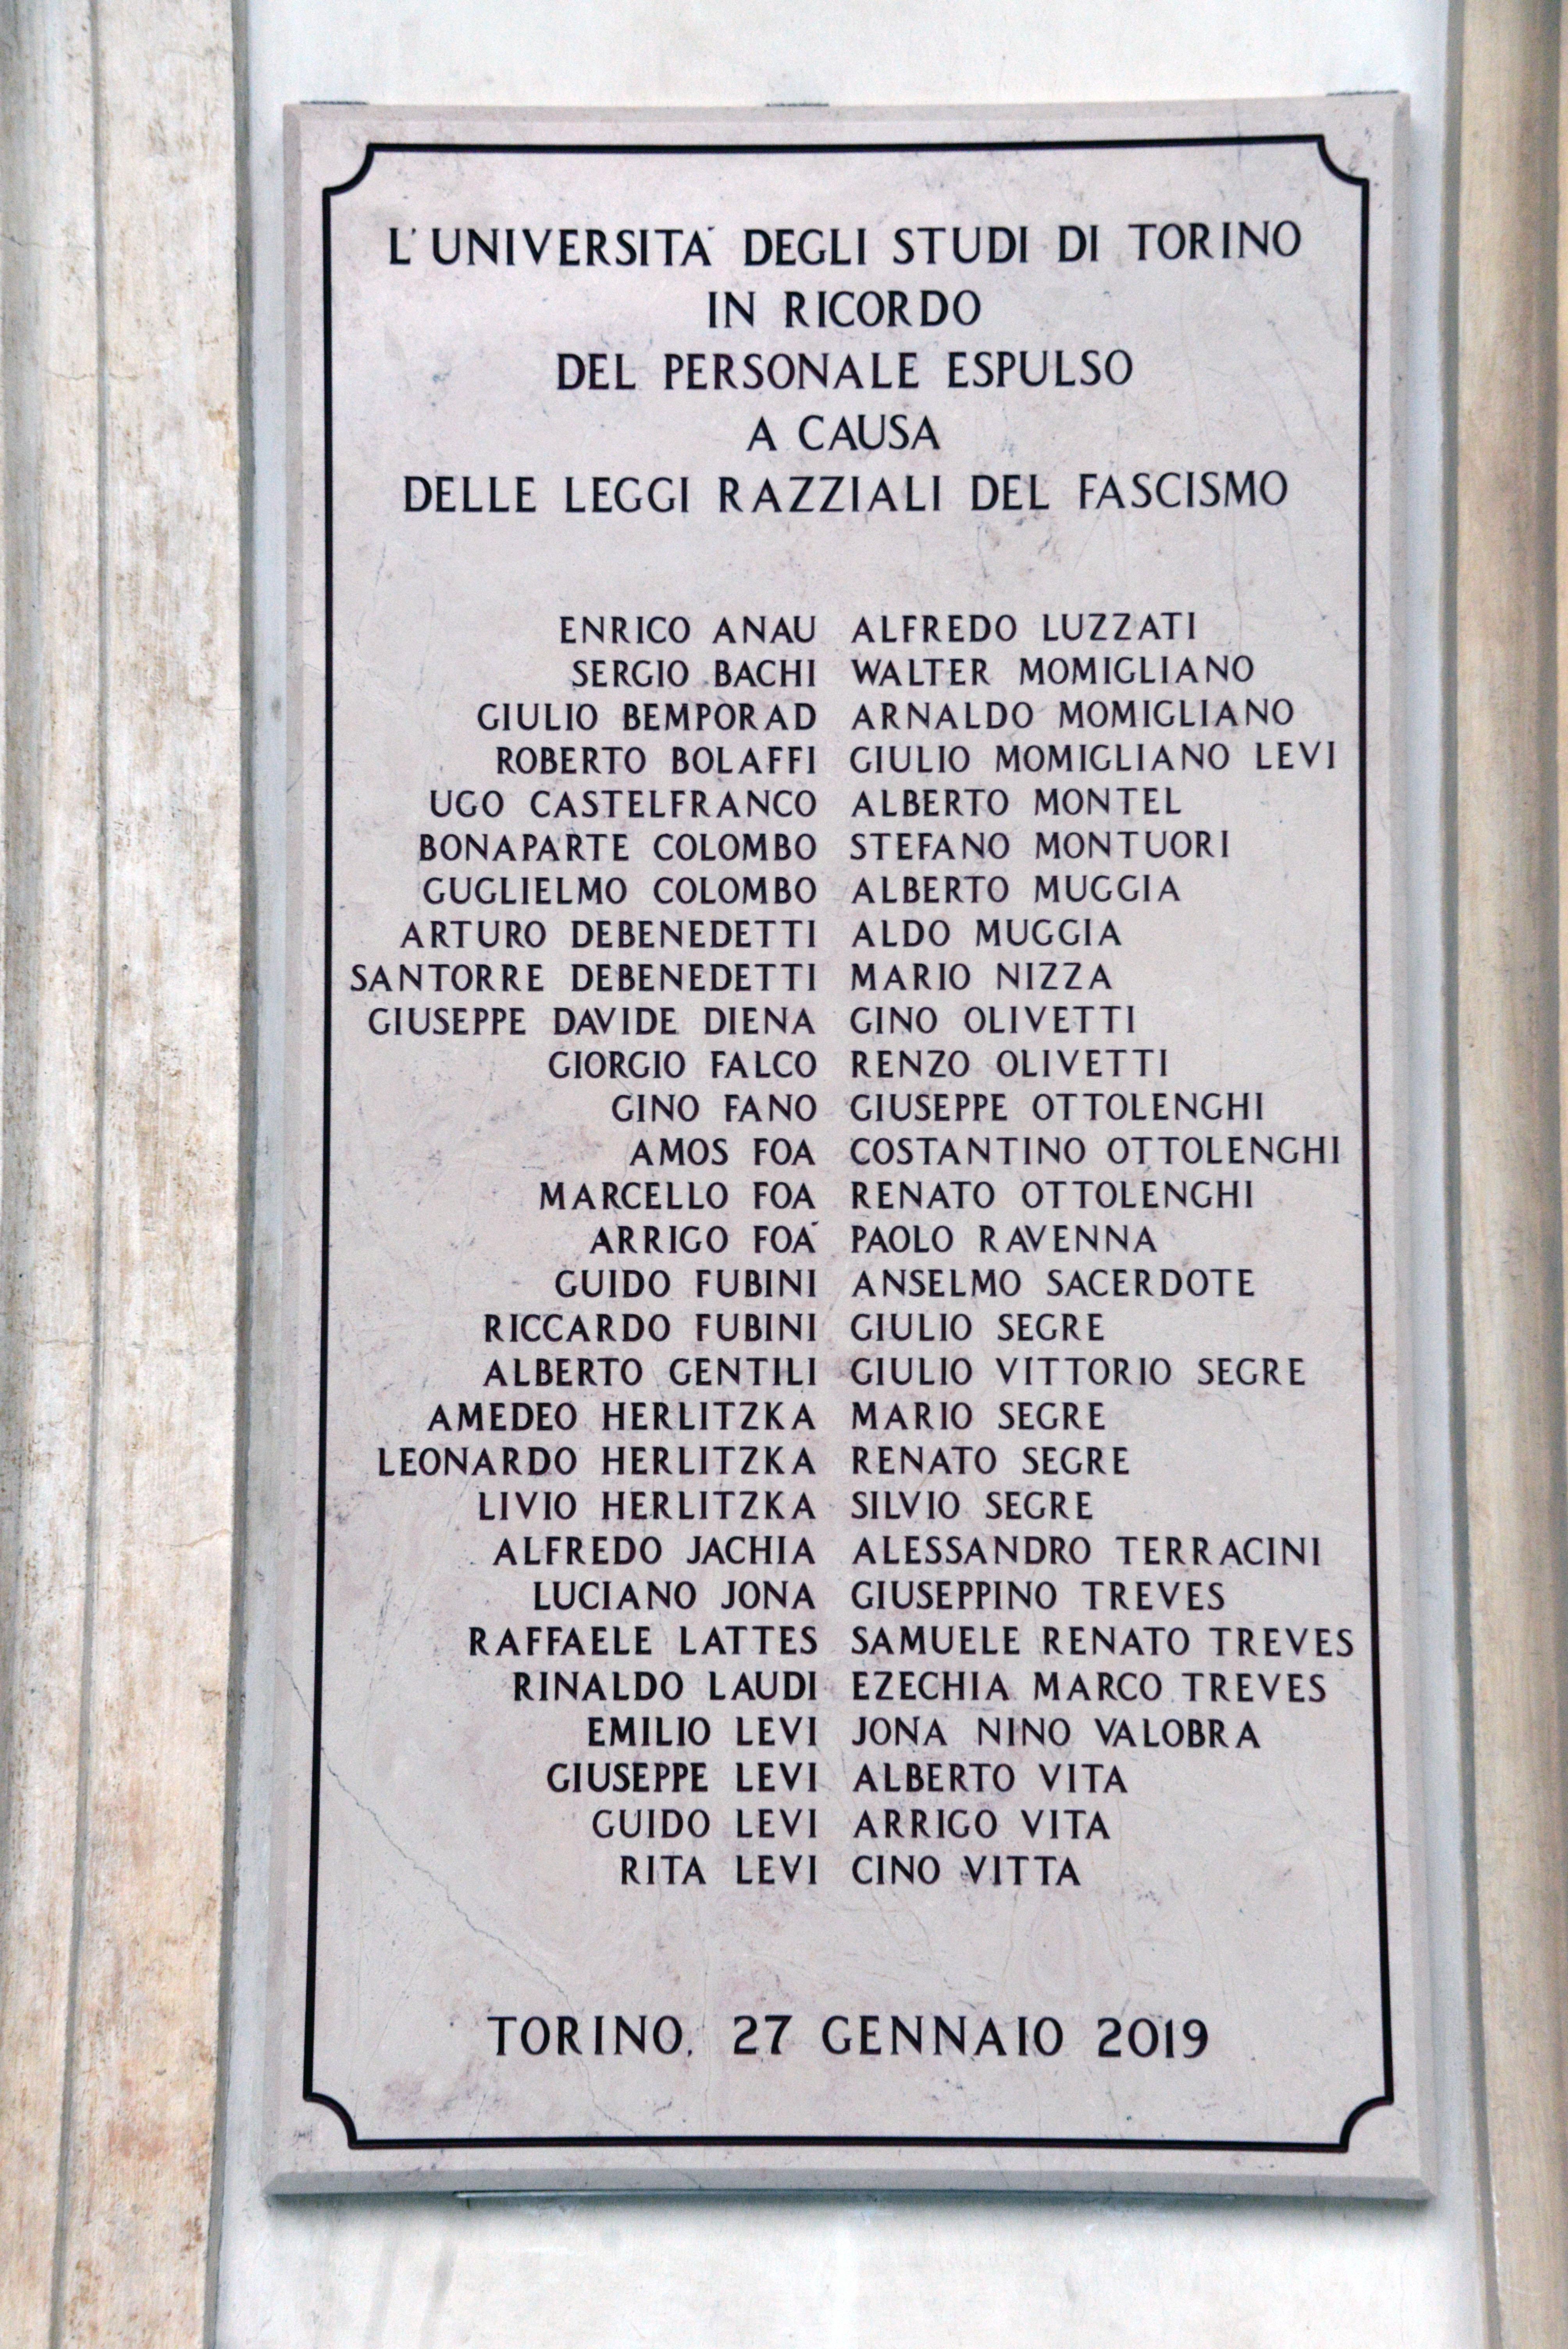 L'UNIVERSITA' DEGLI STUDI DI TORINO
IN RICORDO
DEL PERSONALE ESPULSO
A CAUSA
DELLE LEGGI RAZZIALI DEL FASCISMO
ENRICO ANAU ALFREDO LUZZATI
SERGIO BACHI WALTER MOMIGLIANO
GIULIO BEMPORAD ARNALDO MOMIGLIANO
ROBERTO BOLAFFI GIULIO MOMIGLIANO LEVI
UGO CASTELFRANCO ALBERTO MONTEL
BONAPARTE COLOMBO STEFANO MONTUORI
GUGLIELMO COLOMBO ALBERTO MUGGIA
ARTURO DEBENEDETTI ALDO MUGGIA
SANTORRE DEBENEDETTI MARIO NIZZA
GIUSEPPE DAVIDE DIENA GINO OLIVETTI
GIORGIO FALCO RENZO OLIVETTI
GINO FANO GIUSEPPE OTTOLENGHI
AMOS FOA COSTANTINO OTTOLENGHI
MARCELLO FOA RENATO OTTOLENGHI
ARRIGO FOA' PAOLO RAVENNA
GUIDO FUBINI ANSELMO SACERDOTE
RICCARDO FUBINI GIULIO SEGRE
ALBERTO GENTILI GIULIO VITTORIO SEGRE
AMEDEO HERLITZKA MARIO SEGRE
LEONARDO HERLITZKA RENATO SEGRE
LIVIO HERLITZKA SILVIO SEGRE
ALFREDO JACHIA ALESSANDRO TERRACINI
LUCIANO JONA GIUSEPPINO TREVES
RAFFAELE LATTES SAMUELE RENATO TREVES
RINALDO LAUDI EZECHIA MARCO TREVES
EMILIO LEVI JONA NINO VALOBRA
GIUSEPPE LEVI ALBERTO VITA
GUIDO LEVI ARRIGO VITA
RITA LEVI CINO VITTA
TORINO, 27 GENNAIO 2019